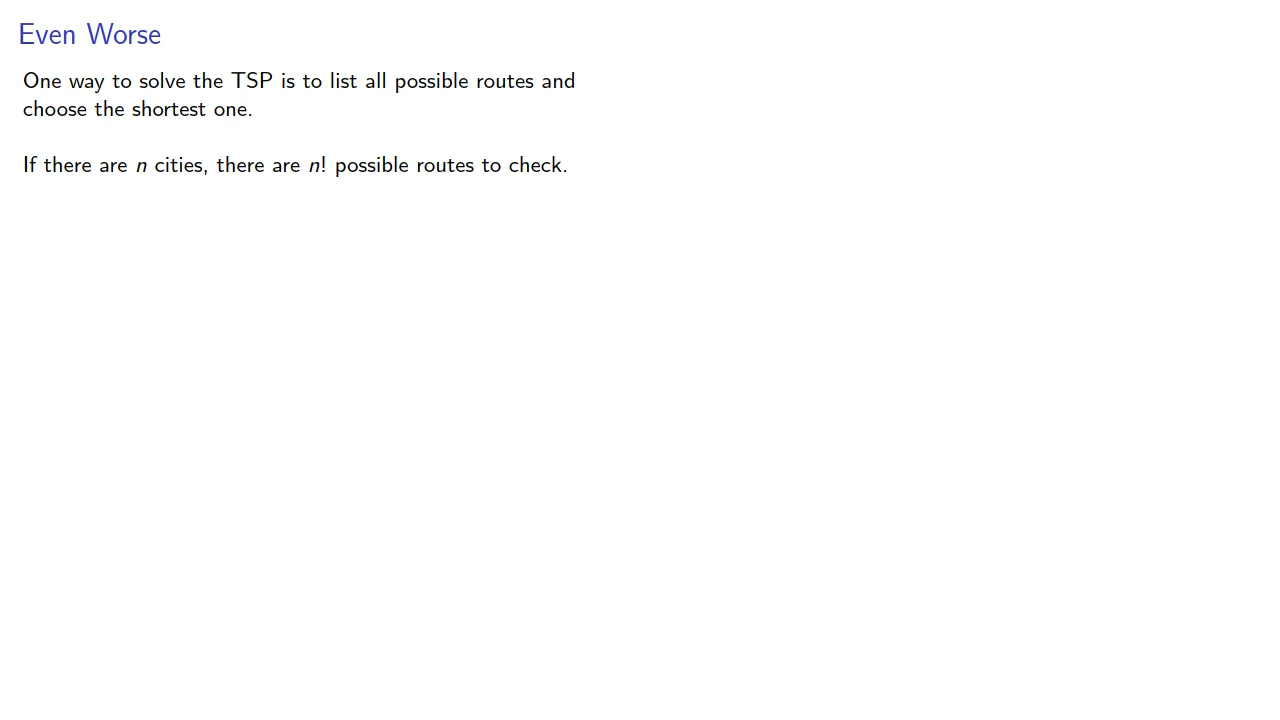 Even Worse
One way to solve the TSP is to list all possible routes and
choose the shortest one.
If there are n cities, there are n! possible routes to check.